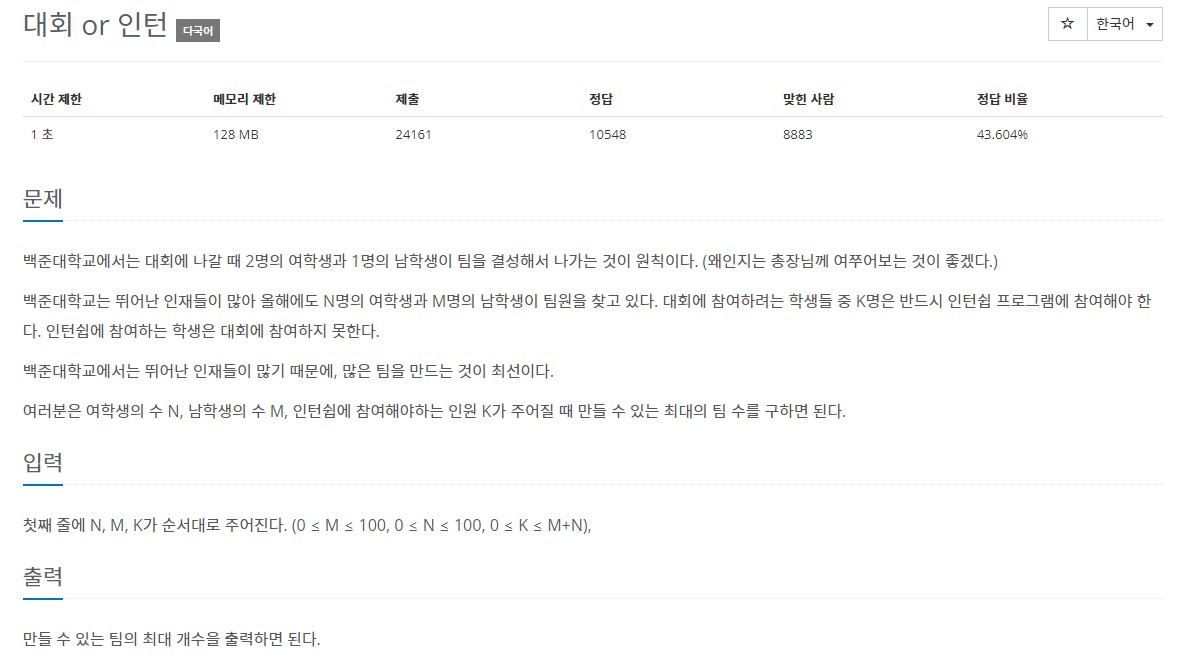 대회 or 인턴 다국어
☆ 한국어
시간 제한 메모리 제한 제출 정답 맞힌 사람 정답 비율
1 초 128 MB 24161 10548 8883 43.604%
문제
백준대학교에서는 대회에 나갈 때 2명의 여학생과 1명의 남학생이 팀을 결성해서 나가는 것이 원칙이다. (왜인지는 총장님께 여쭈어보는 것이 좋겠다.)
백준대학교는 뛰어난 인재들이 많아 올해에도 N명의 여학생과 M명의 남학생이 팀원을 찾고 있다. 대회에 참여하려는 학생들 중 K명은 반드시 인턴쉽 프로그램에 참여해야 한
다. 인턴쉽에 참여하는 학생은 대회에 참여하지 못한다.
백준대학교에서는 뛰어난 인재들이 많기 때문에, 많은 팀을 만드는 것이 최선이다.
여러분은 여학생의 수 N, 남학생의 수 M, 인턴쉽에 참여해야하는 인원 K가 주어질 때 만들 수 있는 최대의 팀 수를 구하면 된다.
입력
첫째 줄에 N, M, K가 순서대로 주어진다. (0 ≤ M ≤ 100, 0 ≤ N ≤ 100, 0 ≤ K ≤ M+N),
출력
만들 수 있는 팀의 최대 개수을 출력하면 된다.